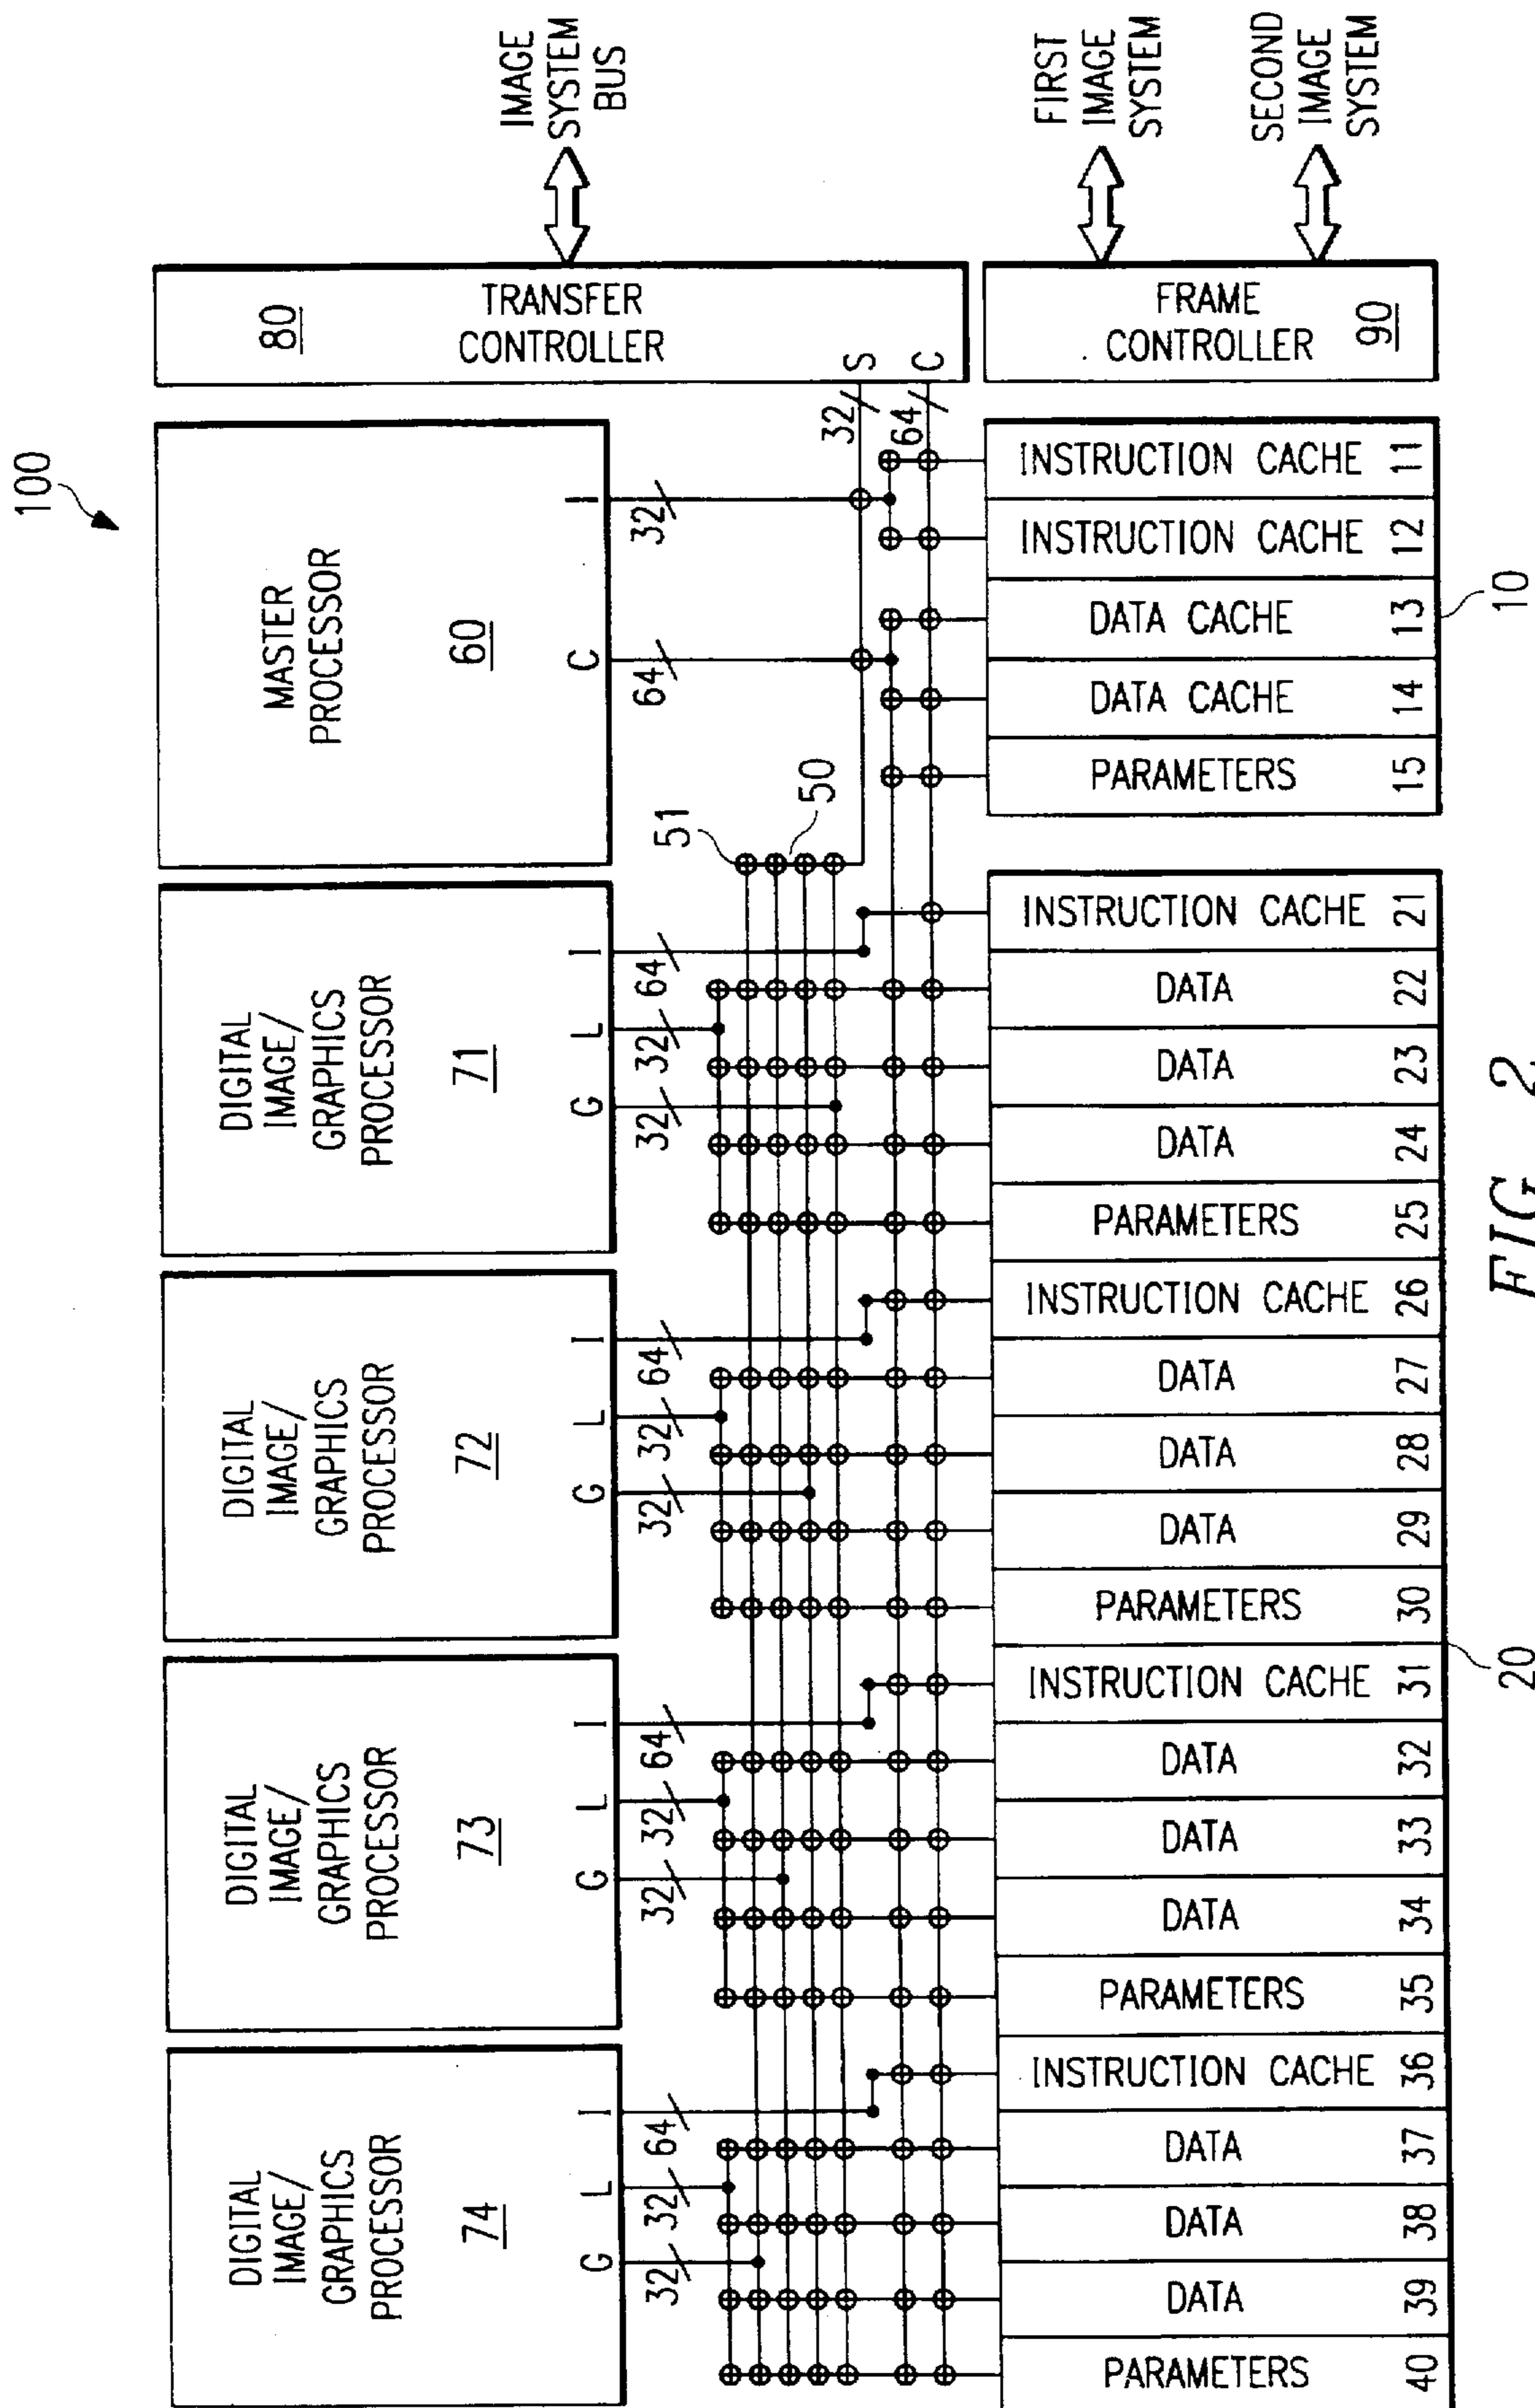 100
DIGITAL
IMAGE/
GRAPHICS
PROCESSOR
74
G L I
32 32 64
DIGITAL
IMAGE/
GRAPHICS
PROCESSOR
73
G L I
32 32 64
DIGITAL
IMAGE/
GRAPHICS
PROCESSOR
72
G L I
32 32 64
DIGITAL
IMAGE/
GRAPHICS
PROCESSOR
71
G L I
32 32 64
MASTER
PROCESSOR
60
C I
64 32
80
TRANSFER
CONTROLLER
32 S
64 C
IMAGE
SYSTEM
BUS
51
50
PARAMETERS 40
DATA 39
DATA 38
DATA 37
INSTRUCTION CACHE 36
PARAMETERS 35
DATA 34
DATA 33
DATA 32
INSTRUCTION CACHE 31
PARAMETERS 30
DATA 29
DATA 28
DATA 27
INSTRUCTION CACHE 26
PARAMETERS 25
DATA 24
DATA 23
DATA 22
INSTRUCTION CACHE 21
PARAMETERS 15
DATA CACHE 14
DATA CACHE 13
INSTRUCTION CACHE 12
INSTRUCTION CACHE 11
FRAME
CONTROLLER
90
FIRST
IMAGE
SYSTEM
SECOND
IMAGE
SYSTEM
20
10
FIG 2